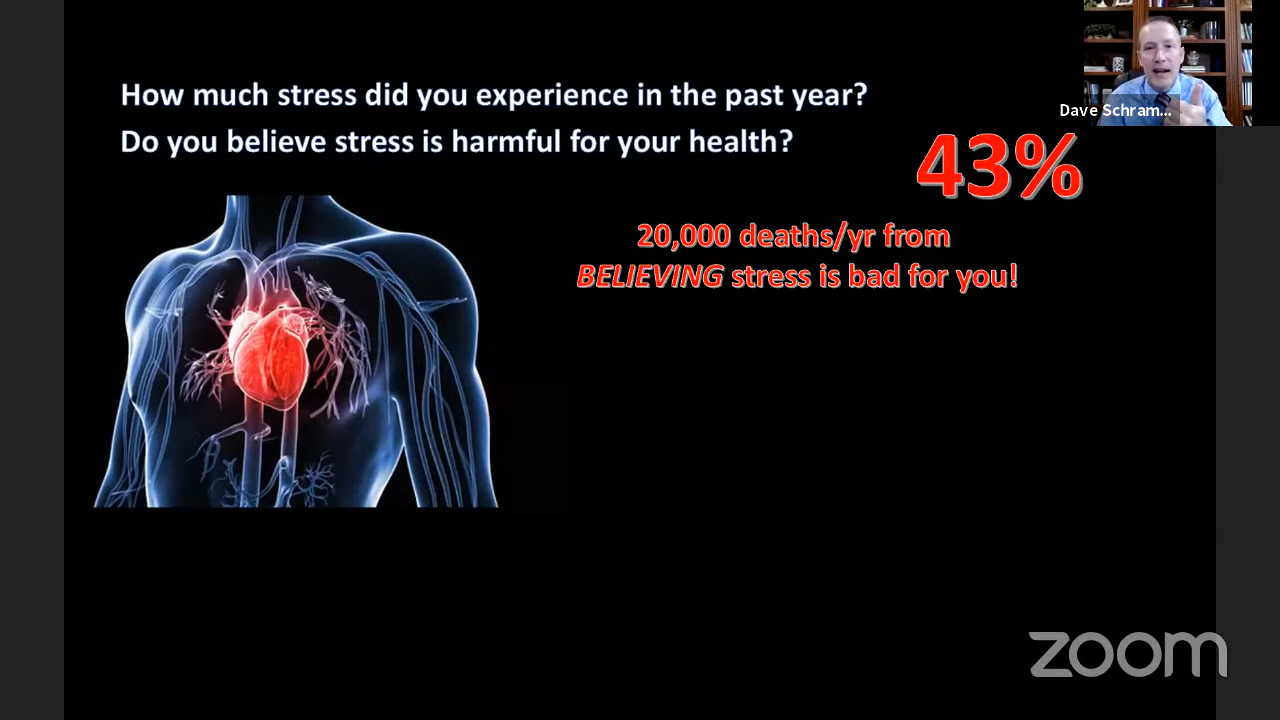 How much stress did you experience in the past year?
Do you believe stress is harmful for your health?
Dave Schram...
43%
20,000 deaths/yr from
BELIEVING stress is bad for you!
zoom